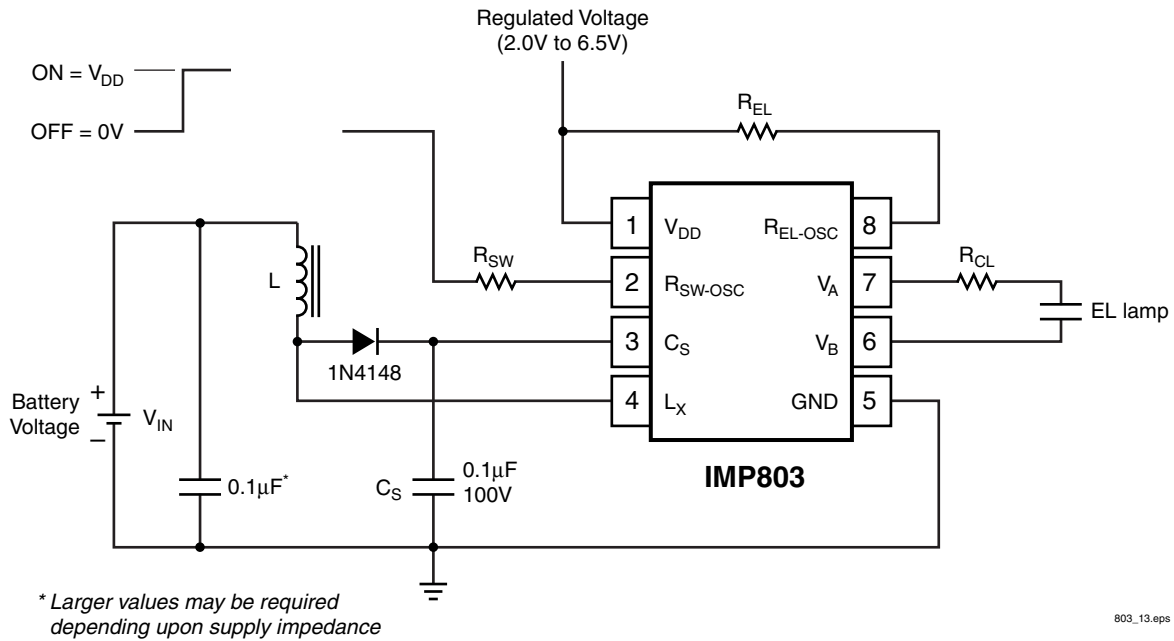 Regulated Voltage
(2.0V to 6.5V)
ON = VDD
OFF = 0V
REL
1
VDD
REL-OSC
8
RSW
2
RSW-OSC
VA
7
RCL
L
EL lamp
3
CS
VB
6
1N4148
4
LX
GND
5
Battery
Voltage
+
–
VIN
IMP803
0.1μF*
CS
0.1μF
100V
* Larger values may be required
depending upon supply impedance
803_13.eps